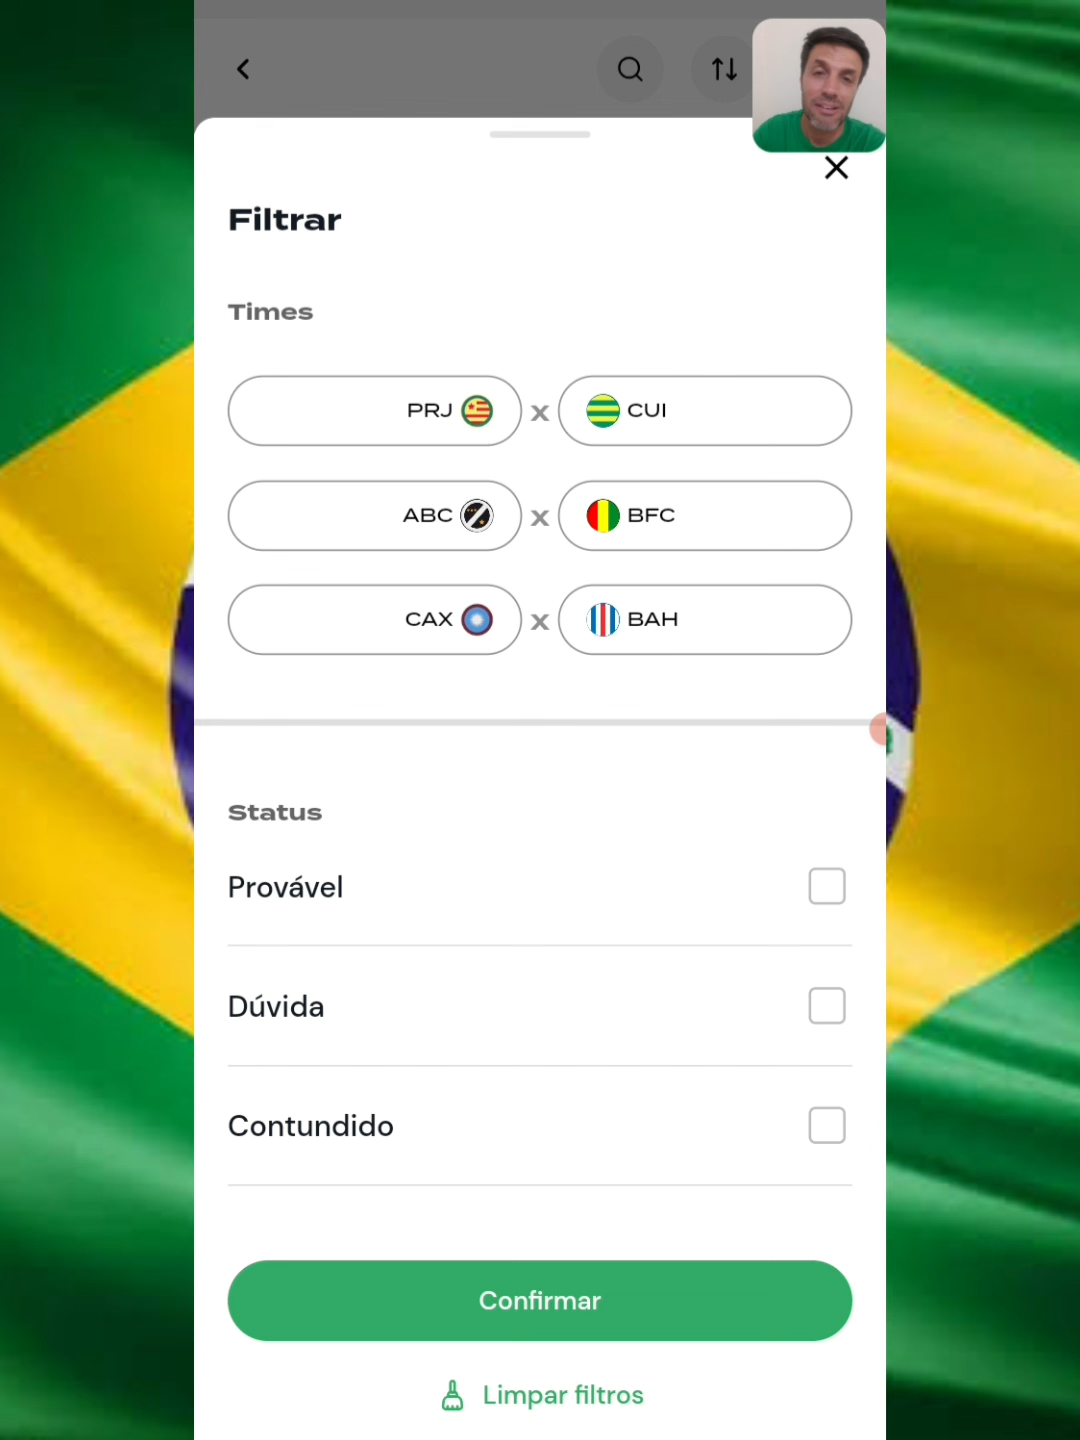 Filtrar
Times
PRJ x CUI
ABC x BFC
CAX x BAH
Status
Provável
Dúvida
Contundido
Confirmar
Limpar filtros